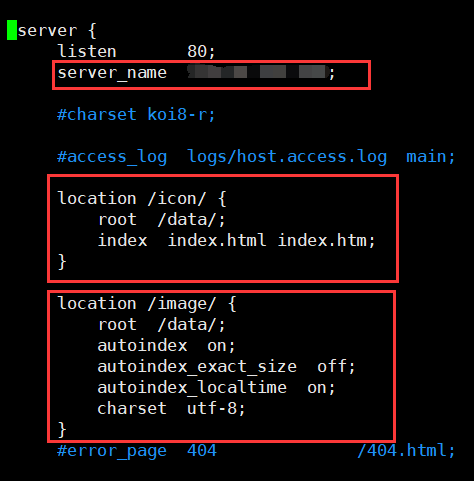 server {
listen 80;
server_name ;
#charset koi8-r;
#access_log logs/host.access.log main;
location /icon/ {
root /data/;
index index.html index.htm;
}
location /image/ {
root /data/;
autoindex on;
autoindex_exact_size off;
autoindex_localtime on;
charset utf-8;
}
#error_page 404 /404.html;